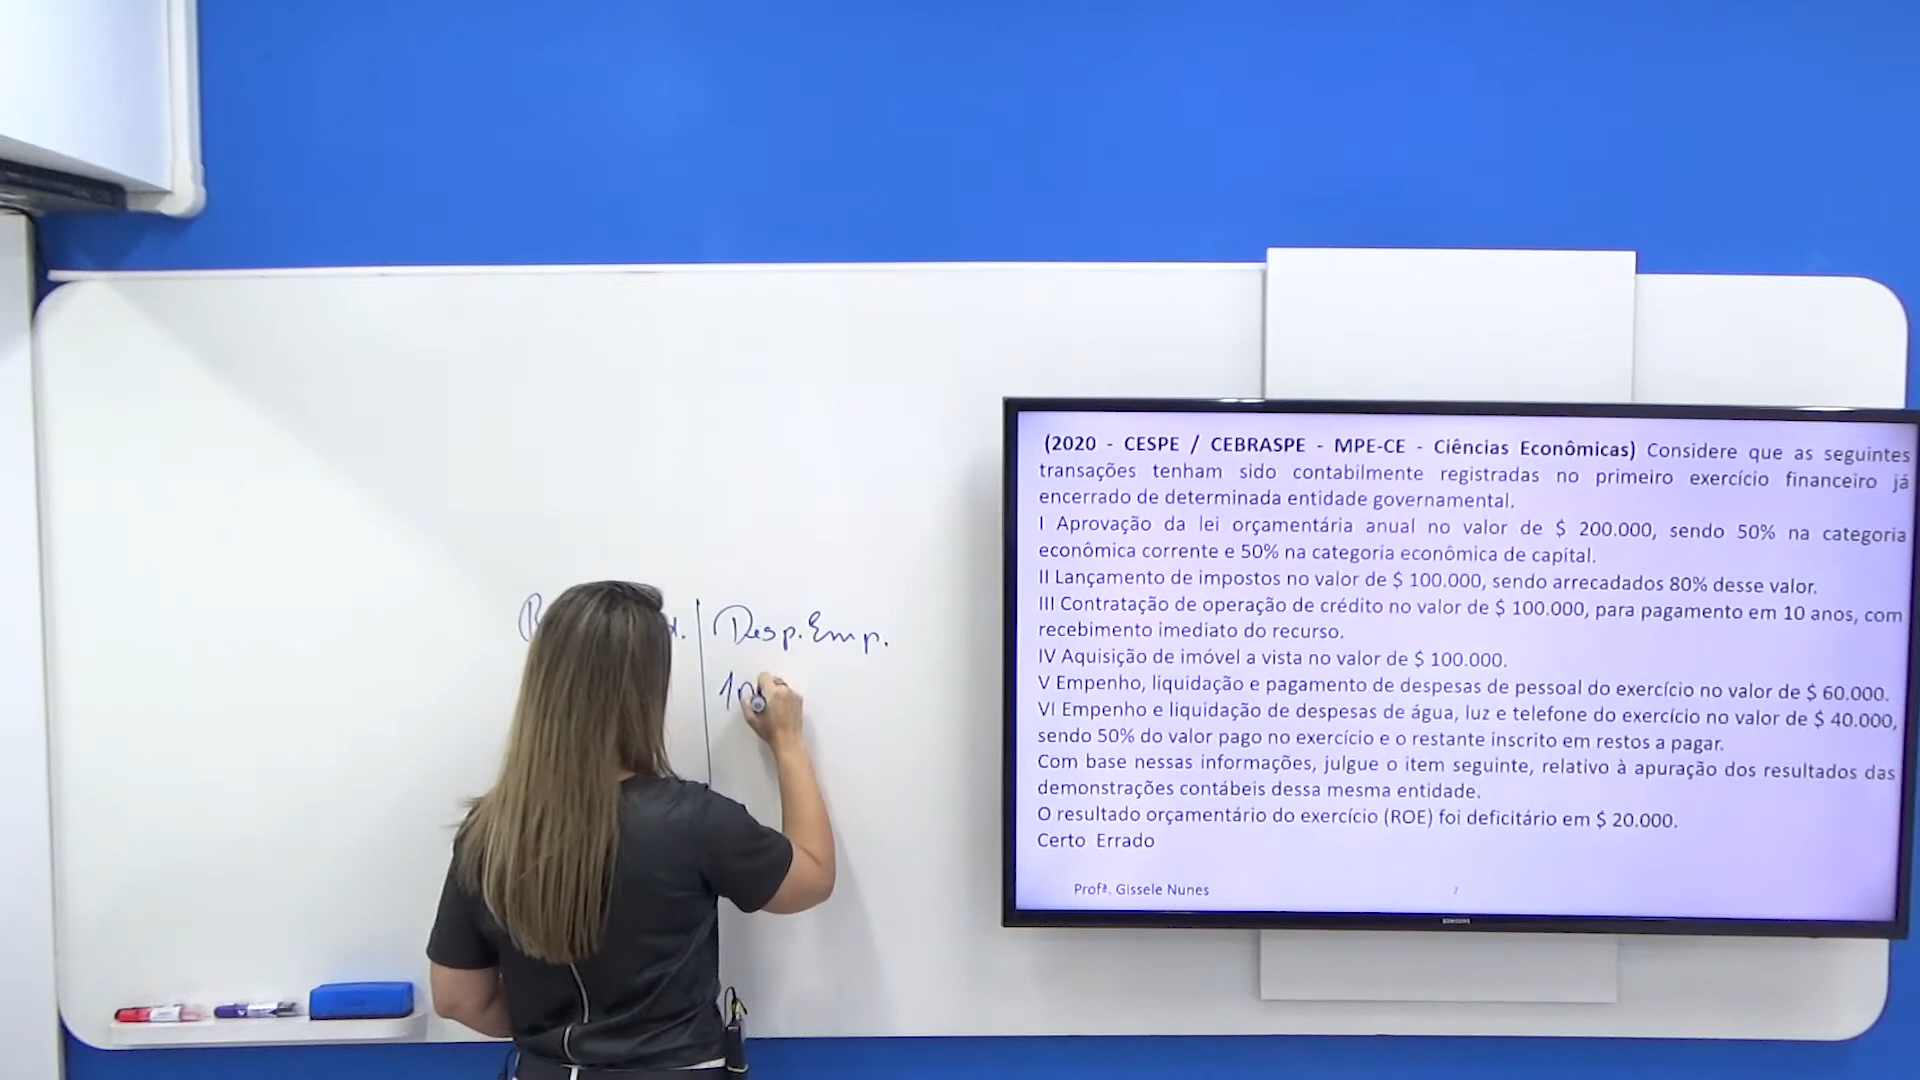 (2020 - CESPE / CEBRASPE - MPE-CE - Ciências Econômicas) Considere que as seguintes
transações tenham sido contabilmente registradas no primeiro exercício financeiro já
encerrado de determinada entidade governamental.
I Aprovação da lei orçamentária anual no valor de $ 200.000, sendo 50% na categoria
econômica corrente e 50% na categoria econômica de capital.
II Lançamento de impostos no valor de $ 100.000, sendo arrecadados 80% desse valor.
III Contratação de operação de crédito no valor de $ 100.000, para pagamento em 10 anos, com
recebimento imediato do recurso.
IV Aquisição de imóvel a vista no valor de $ 100.000.
V Empenho, liquidação e pagamento de despesas de pessoal do exercício no valor de $ 60.000.
VI Empenho e liquidação de despesas de água, luz e telefone do exercício no valor de $ 40.000,
sendo 50% do valor pago no exercício e o restante inscrito em restos a pagar.
Com base nessas informações, julgue o item seguinte, relativo à apuração dos resultados das
demonstrações contábeis dessa mesma entidade.
O resultado orçamentário do exercício (ROE) foi deficitário em $ 20.000.
Certo Errado
Profª. Gissele Nunes
7
SAMSUNG
Desp. Emp.